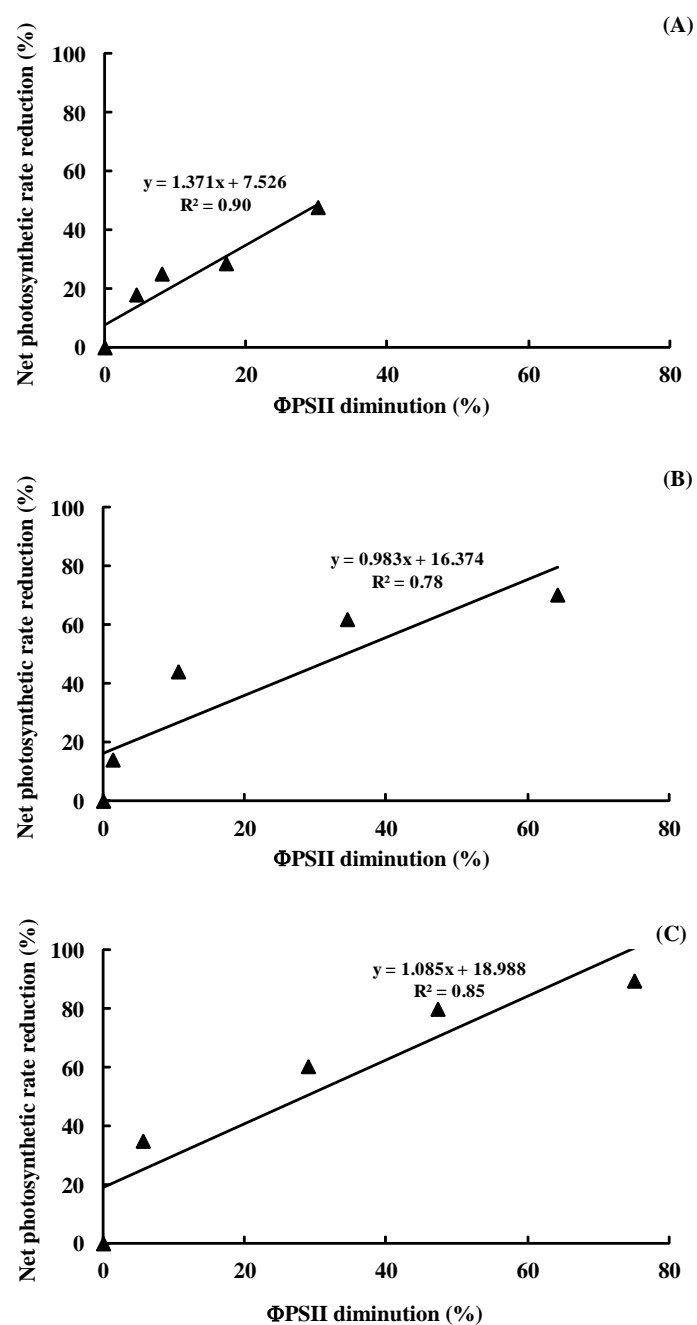 (A)
Net photosynthetic rate reduction (%)
100
80
60
40
20
0
y = 1.371x + 7.526
R² = 0.90
0 20 40 60 80
ΦPSII diminution (%)
(B)
Net photosynthetic rate reduction (%)
100
80
60
40
20
0
y = 0.983x + 16.374
R² = 0.78
0 20 40 60 80
ΦPSII diminution (%)
(C)
Net photosynthetic rate reduction (%)
100
80
60
40
20
0
y = 1.085x + 18.988
R² = 0.85
0 20 40 60 80
ΦPSII diminution (%)